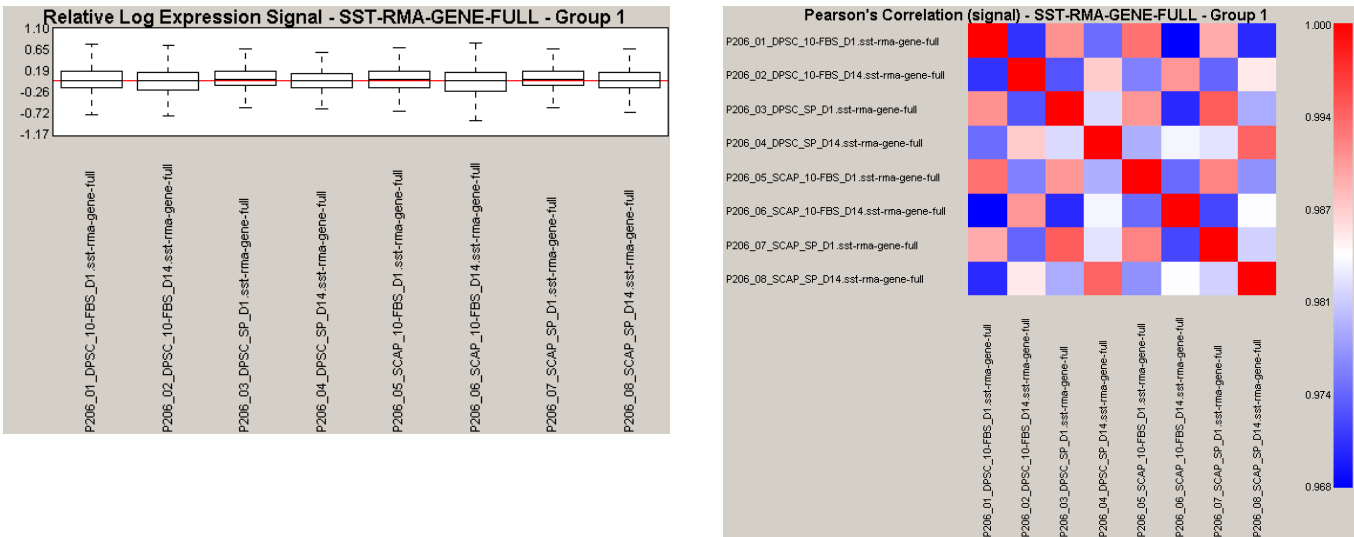 Relative Log Expression Signal - SST-RMA-GENE-FULL - Group 1
1.10
0.65
0.19
-0.26
-0.72
-1.17
P206_01_DPSC_10-FBS_D1.sst-rma-gene-full
P206_02_DPSC_10-FBS_D14.sst-rma-gene-full
P206_03_DPSC_SP_D1.sst-rma-gene-full
P206_04_DPSC_SP_D14.sst-rma-gene-full
P206_05_SCAP_10-FBS_D1.sst-rma-gene-full
P206_06_SCAP_10-FBS_D14.sst-rma-gene-full
P206_07_SCAP_SP_D1.sst-rma-gene-full
P206_08_SCAP_SP_D14.sst-rma-gene-full
Pearson's Correlation (signal) - SST-RMA-GENE-FULL - Group 1
P206_01_DPSC_10-FBS_D1.sst-rma-gene-full
P206_02_DPSC_10-FBS_D14.sst-rma-gene-full
P206_03_DPSC_SP_D1.sst-rma-gene-full
P206_04_DPSC_SP_D14.sst-rma-gene-full
P206_05_SCAP_10-FBS_D1.sst-rma-gene-full
P206_06_SCAP_10-FBS_D14.sst-rma-gene-full
P206_07_SCAP_SP_D1.sst-rma-gene-full
P206_08_SCAP_SP_D14.sst-rma-gene-full
P206_01_DPSC_10-FBS_D1.sst-rma-gene-full
P206_02_DPSC_10-FBS_D14.sst-rma-gene-full
P206_03_DPSC_SP_D1.sst-rma-gene-full
P206_04_DPSC_SP_D14.sst-rma-gene-full
P206_05_SCAP_10-FBS_D1.sst-rma-gene-full
P206_06_SCAP_10-FBS_D14.sst-rma-gene-full
P206_07_SCAP_SP_D1.sst-rma-gene-full
P206_08_SCAP_SP_D14.sst-rma-gene-full
1.000
0.994
0.987
0.981
0.974
0.968